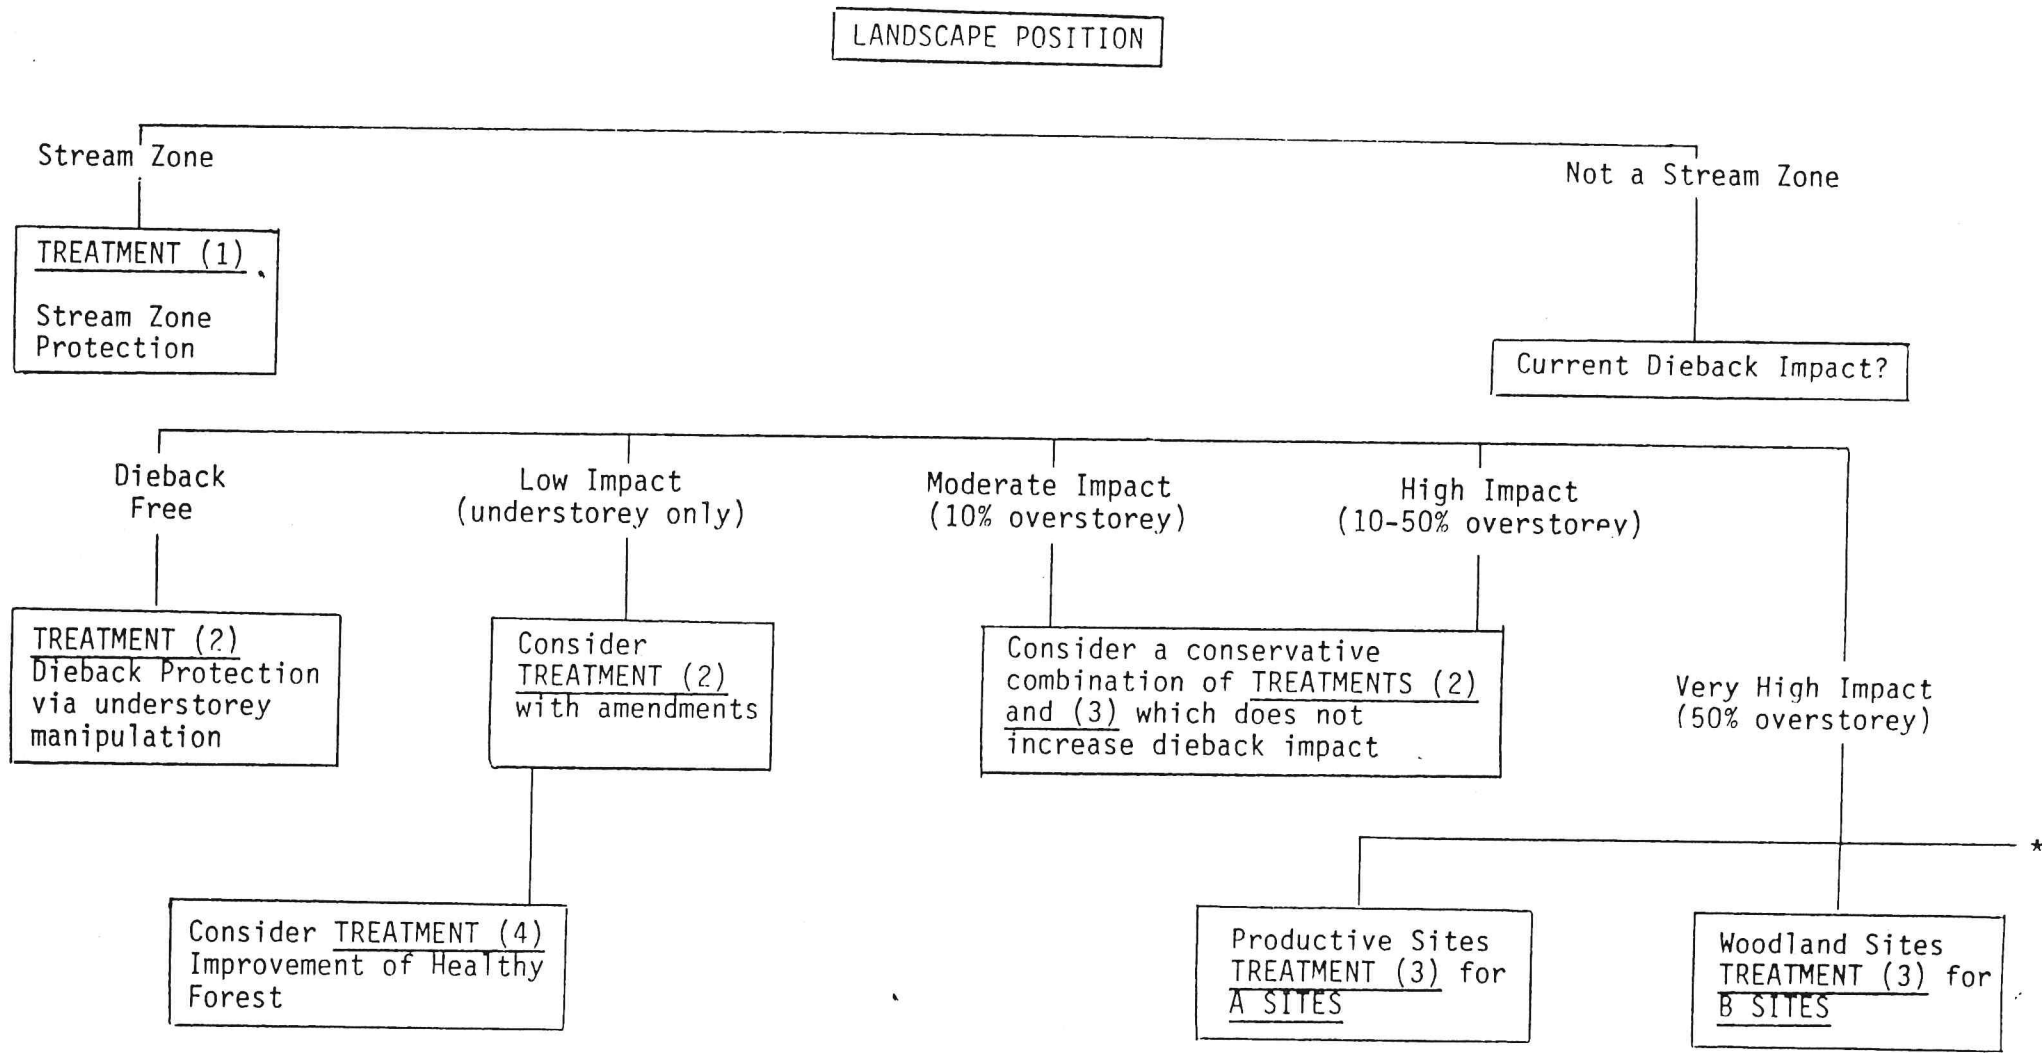 LANDSCAPE POSITION
Stream Zone
Not a Stream Zone
TREATMENT (1)
Stream Zone
Protection
Current Dieback Impact?
Dieback
Free
Low Impact
(understorey only)
Moderate Impact
(10% overstorey)
High Impact
(10-50% overstorey)
TREATMENT (2)
Dieback Protection
via understorey
manipulation
Consider
TREATMENT (2)
with amendments
Consider a conservative
combination of TREATMENTS (2)
and (3) which does not
increase dieback impact
Very High Impact
(50% overstorey)
*
Consider TREATMENT (4)
Improvement of Healthy
Forest
Productive Sites
TREATMENT (3) for
A SITES
Woodland Sites
TREATMENT (3) for
B SITES